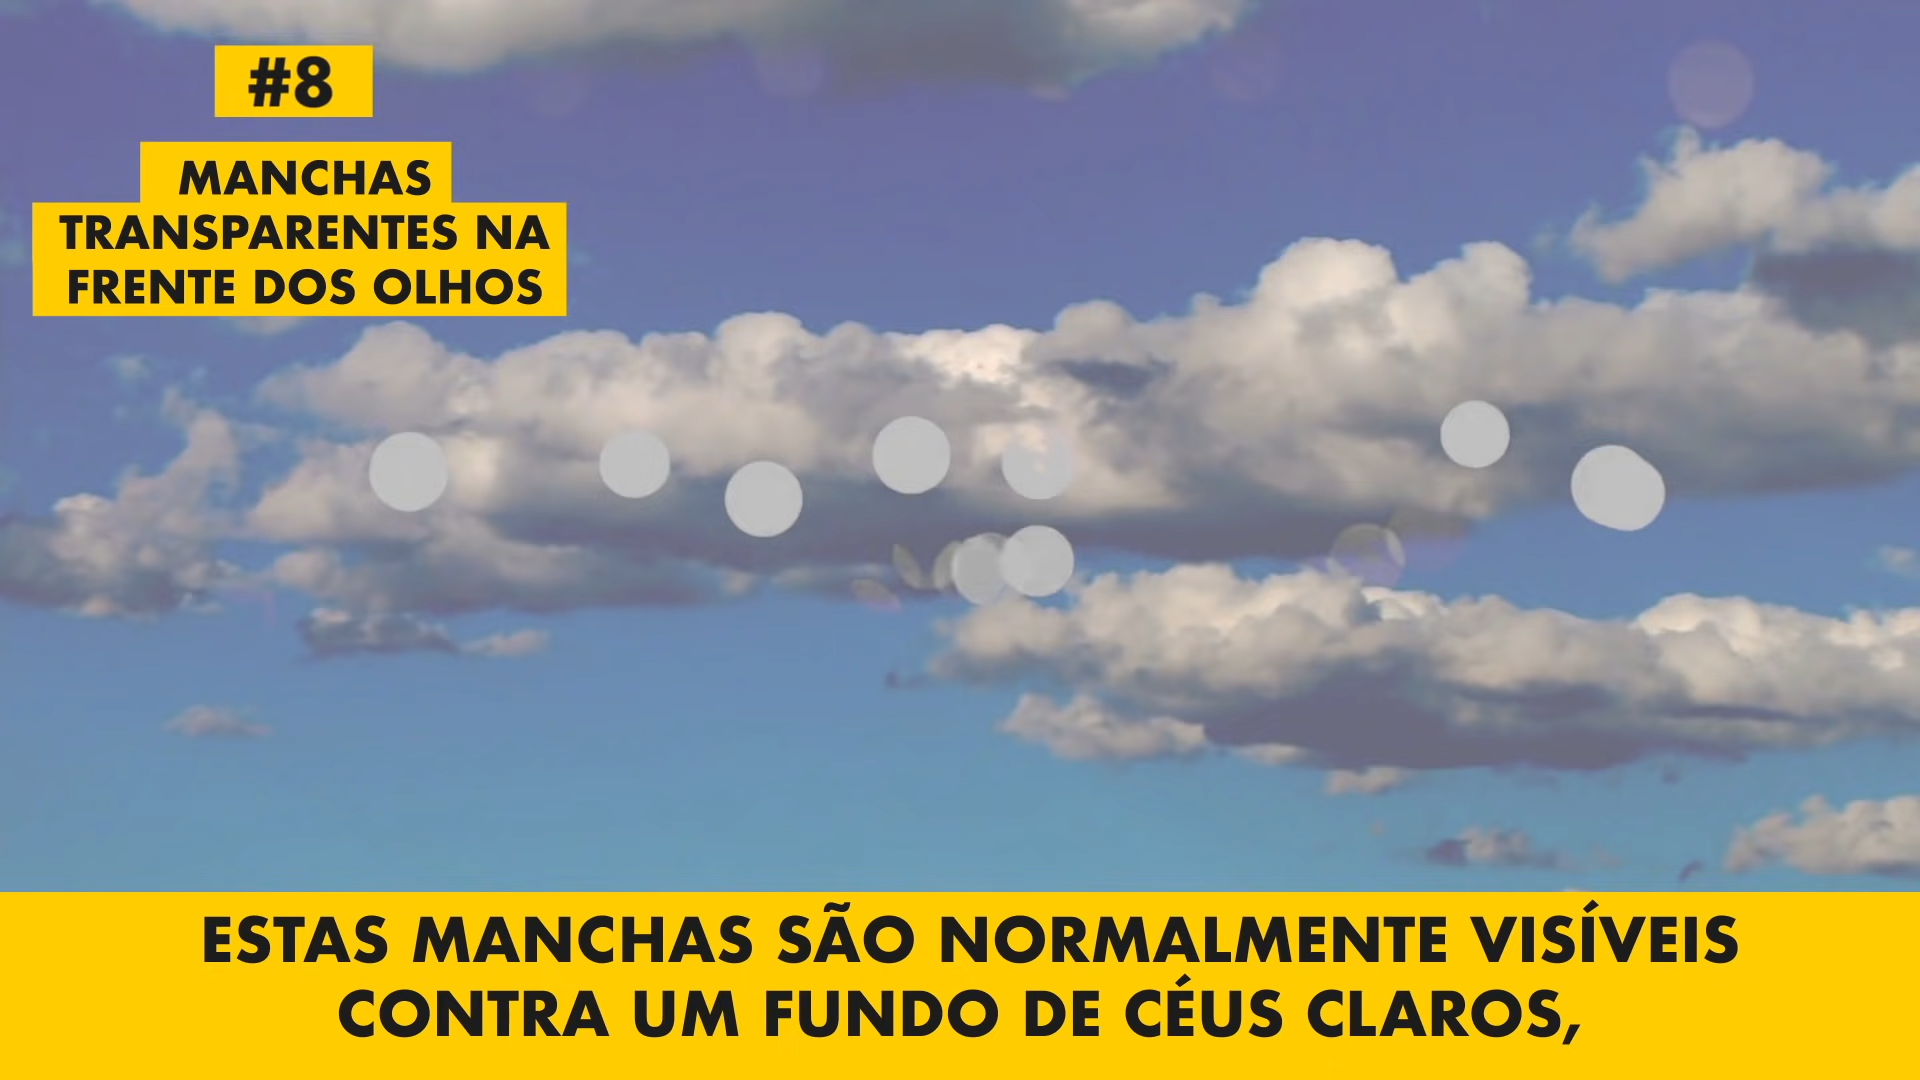 #8
MANCHAS
TRANSPARENTES NA
FRENTE DOS OLHOS
ESTAS MANCHAS SÃO NORMALMENTE VISÍVEIS
CONTRA UM FUNDO DE CÉUS CLAROS,